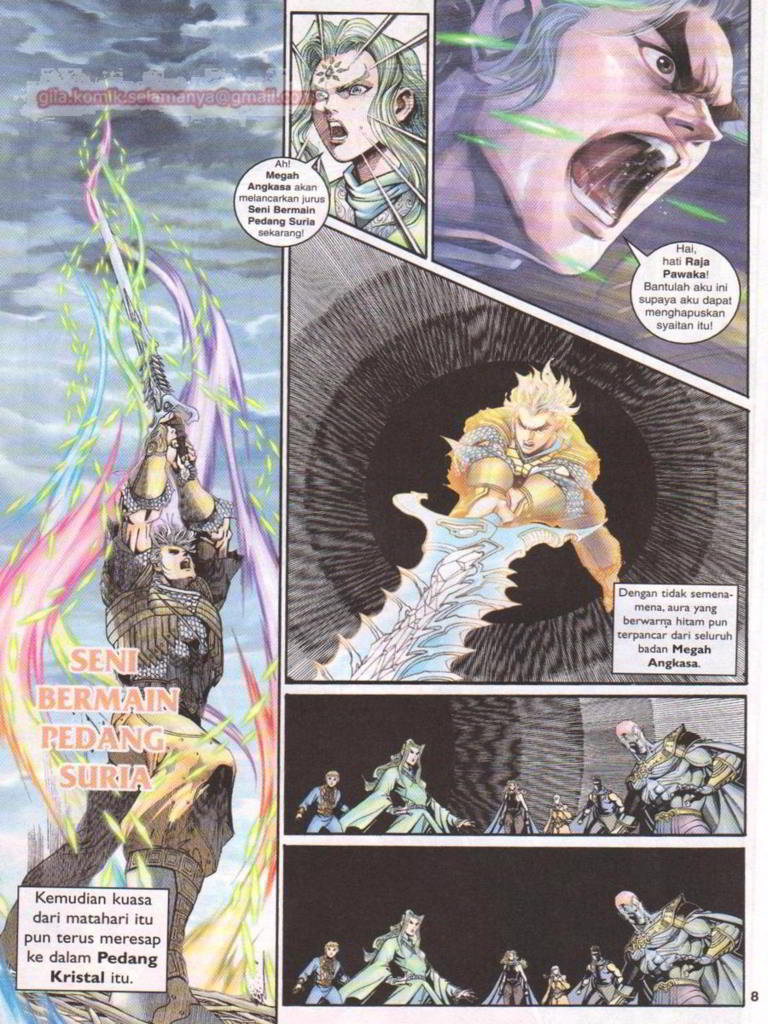 gila.komik.selamanya@gmail.com
Ah!
Megah
Angkasa akan
melancarkan jurus
Seni Bermain
Pedang Suria
sekarang!
Hai,
hati Raja
Pawaka!
Bantulah aku ini
supaya aku dapat
menghapuskan
syaitan itu!
Dengan tidak semena-
mena, aura yang
berwarna hitam pun
terpancar dari seluruh
badan Megah
Angkasa.
SENI
BERMAIN
PEDANG
SURIA
Kemudian kuasa
dari matahari itu
pun terus meresap
ke dalam Pedang
Kristal itu.
8